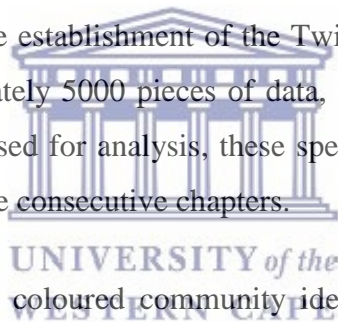 e establishment of the Twi
ately 5000 pieces of data,
sed for analysis, these spe
e consecutive chapters.
UNIVERSITY of the
coloured community ide
WESTERN CAPE